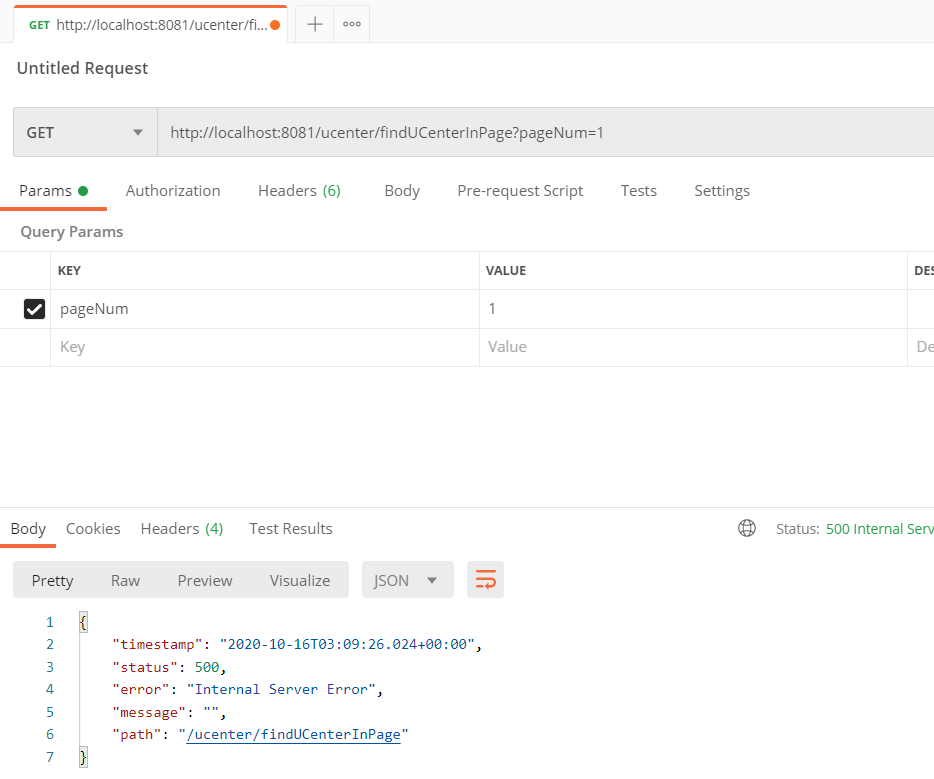 GET http://localhost:8081/ucenter/fi...
Untitled Request
GET http://localhost:8081/ucenter/findUCenterInPage?pageNum=1
Params Authorization Headers (6) Body Pre-request Script Tests Settings
Query Params
KEY VALUE DES
pageNum 1
Key Value De
Body Cookies Headers (4) Test Results Status: 500 Internal Serv
Pretty Raw Preview Visualize JSON
1 {
2 "timestamp": "2020-10-16T03:09:26.024+00:00",
3 "status": 500,
4 "error": "Internal Server Error",
5 "message": "",
6 "path": "/ucenter/findUCenterInPage"
7 }